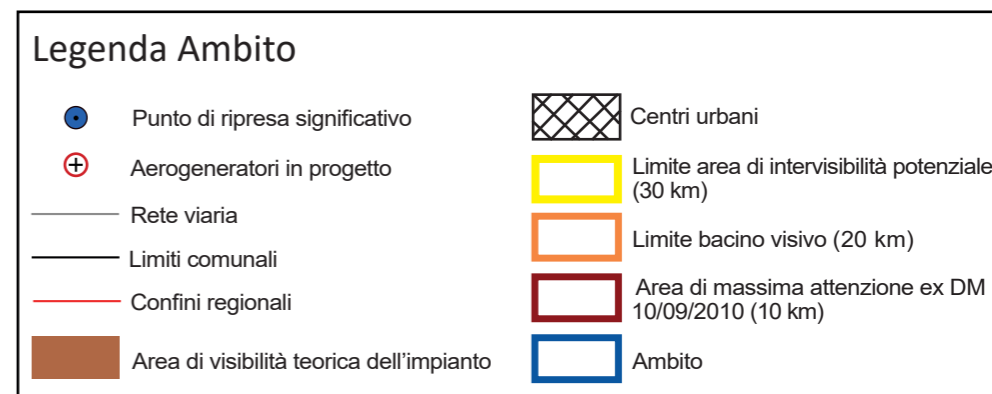 Legenda Ambito
Punto di ripresa significativo
Aerogeneratori in progetto
Rete viaria
Limiti comunali
Confini regionali
Area di visibilità teorica dell'impianto
Centri urbani
Limite area di intervisibilità potenziale
(30 km)
Limite bacino visivo (20 km)
Area di massima attenzione ex DM
10/09/2010 (10 km)
Ambito